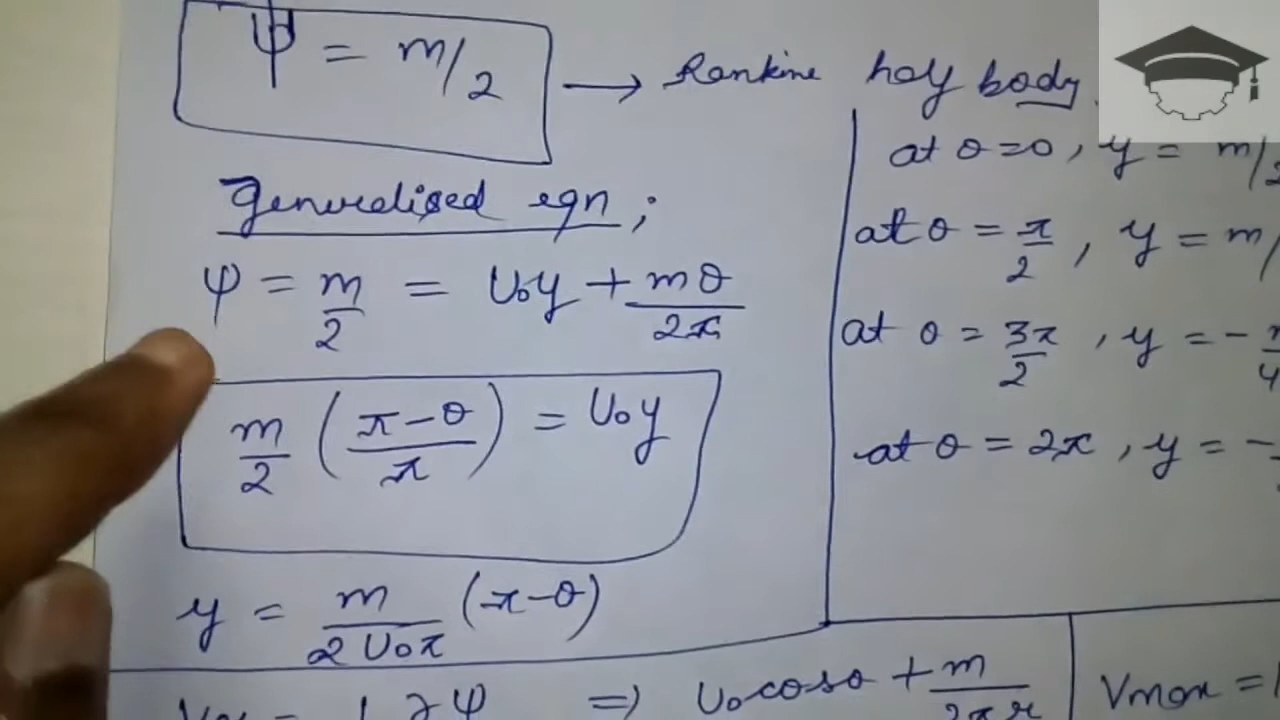 ψ = m/2 → Rankine half body
Generalised eqn ;
ψ = m/2 = U₀y + mθ/2π
m/2 (π-θ/π) = U₀y
y = m/2U₀π (π-θ)
at θ=0, y = m/
at θ = π/2, y = m/
at θ = 3π/2, y = -
at θ = 2π, y = -
∂ψ ⇒ U₀cosθ + m/2πr
Vmax =